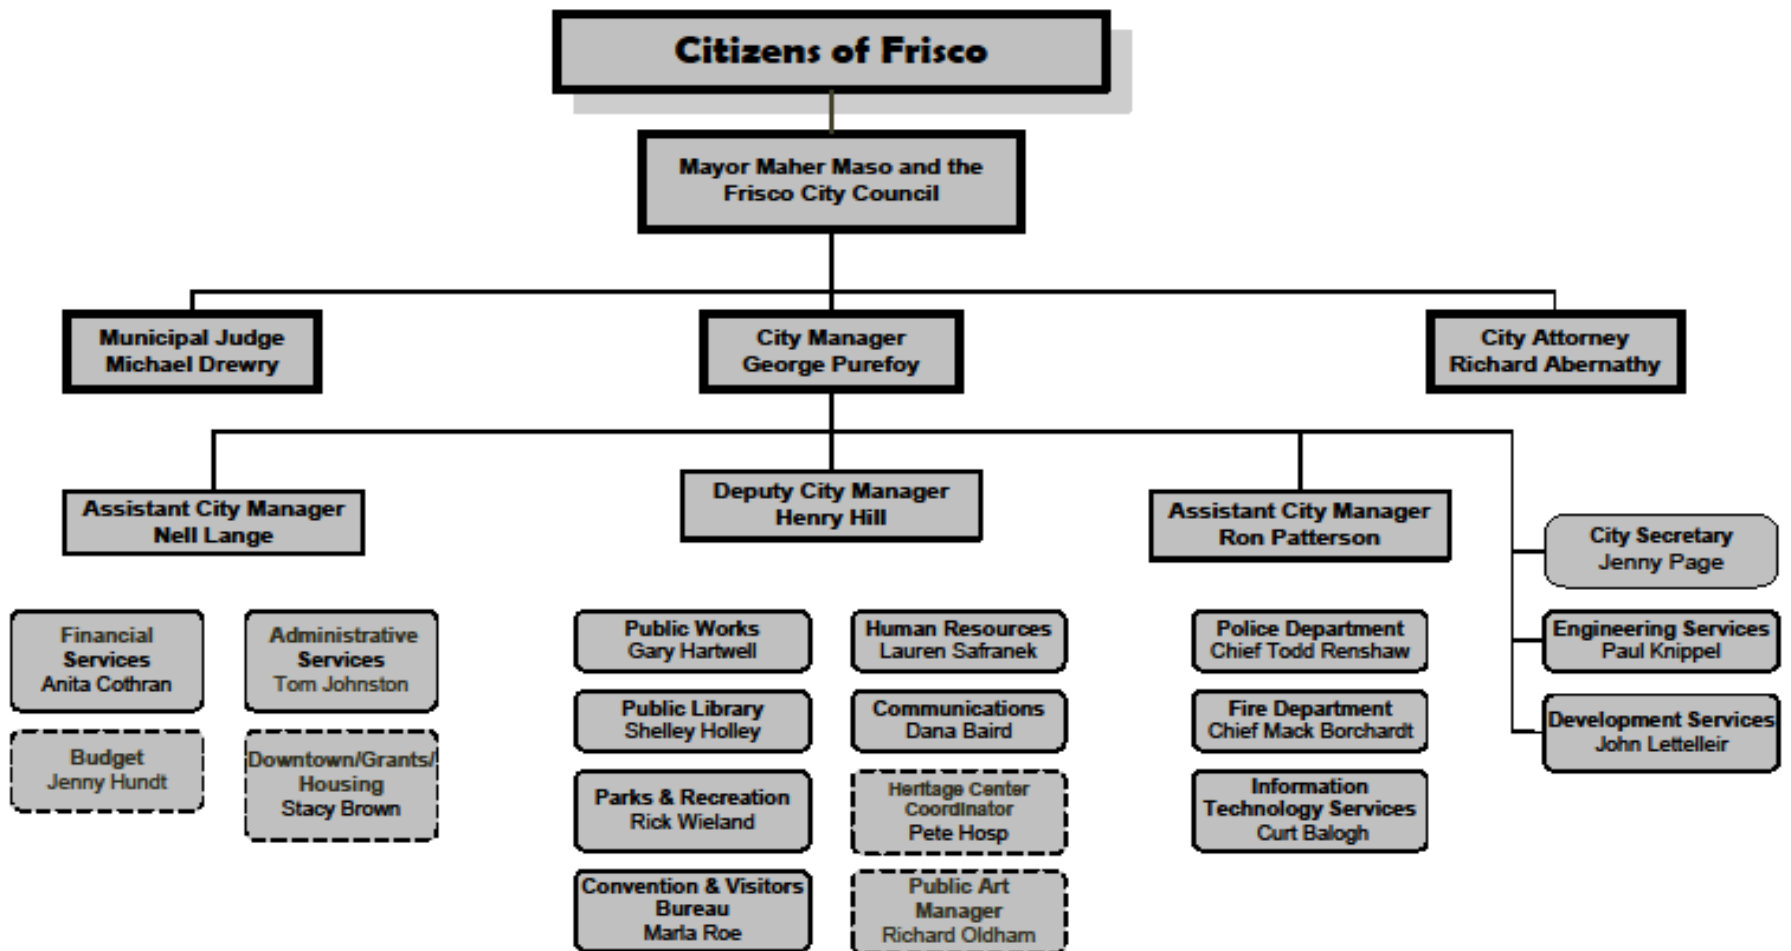 Citizens of Frisco
Mayor Maher Maso and the
Frisco City Council
Municipal Judge
Michael Drewry
City Manager
George Purefoy
City Attorney
Richard Abernathy
Assistant City Manager
Nell Lange
Deputy City Manager
Henry Hill
Assistant City Manager
Ron Patterson
City Secretary
Jenny Page
Financial
Services
Anita Cothran
Administrative
Services
Tom Johnston
Public Works
Gary Hartwell
Human Resources
Lauren Safranek
Police Department
Chief Todd Renshaw
Engineering Services
Paul Knippel
Public Library
Shelley Holley
Communications
Dana Baird
Fire Department
Chief Mack Borchardt
Development Services
John Lettelleir
Budget
Jenny Hundt
Downtown/Grants/
Housing
Stacy Brown
Parks & Recreation
Rick Wieland
Heritage Center
Coordinator
Pete Hosp
Information
Technology Services
Curt Balogh
Convention & Visitors
Bureau
Marla Roe
Public Art
Manager
Richard Oldham